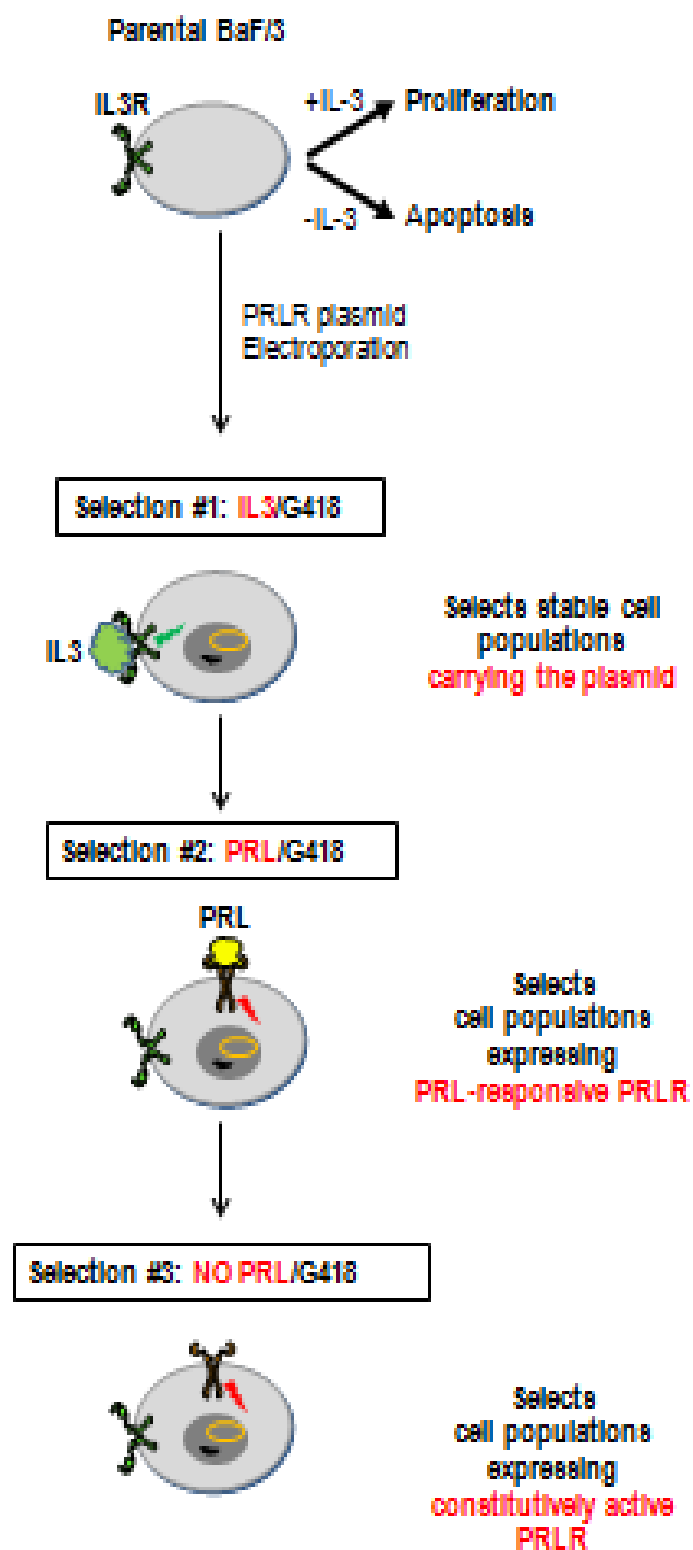 Parental BaF/3
IL3R
+IL-3
Proliferation
-IL-3
Apoptosis
PRLR plasmid
Electroporation
Selection #1: IL3/G418
IL3
Selects stable cell
populations
carrying the plasmid
Selection #2: PRL/G418
PRL
Selects
cell populations
expressing
PRL-responsive PRLR
Selection #3: NO PRL/G418
Selects
cell populations
expressing
constitutively active
PRLR